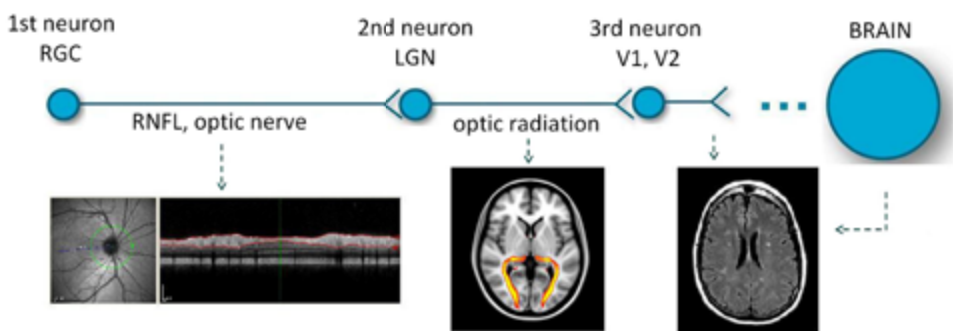 1st neuron
RGC
2nd neuron
LGN
3rd neuron
V1, V2
BRAIN
RNFL, optic nerve
optic radiation